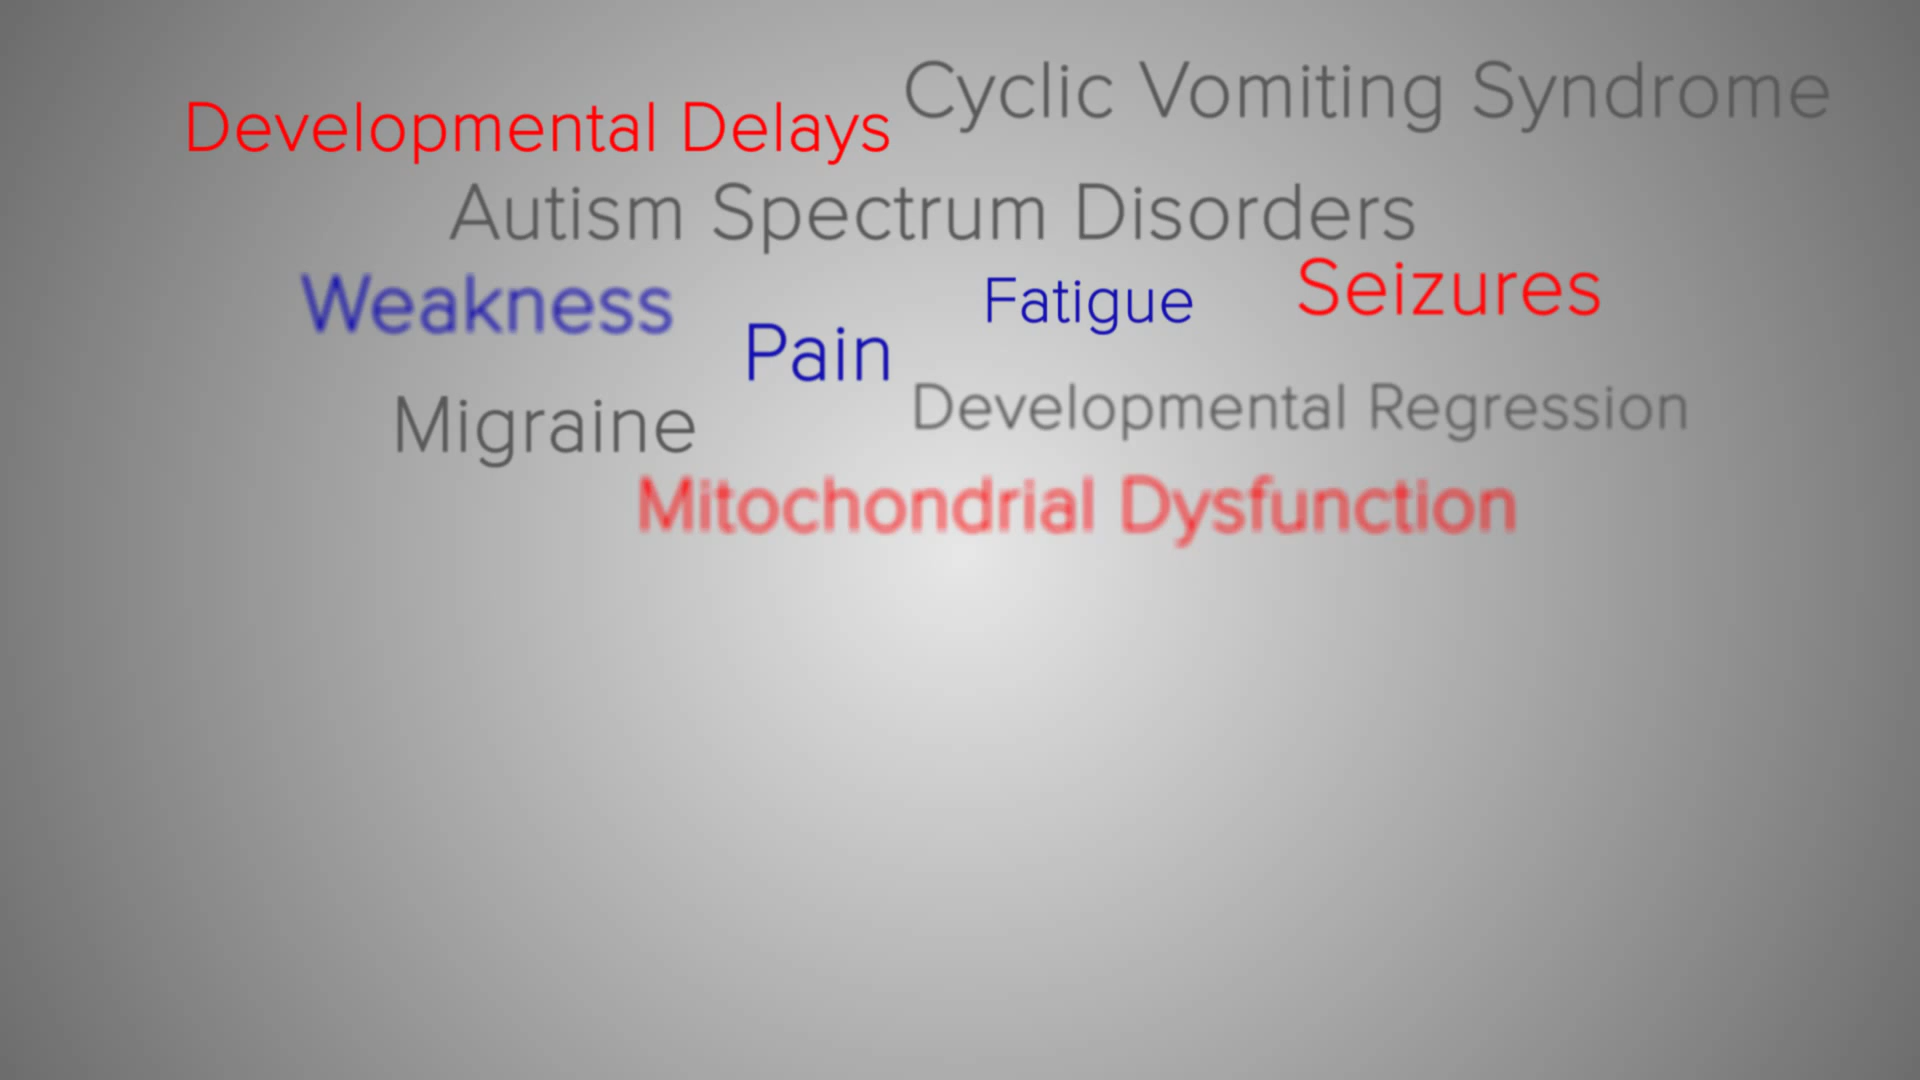 Cyclic Vomiting Syndrome
Developmental Delays
Autism Spectrum Disorders
Weakness
Fatigue
Seizures
Pain
Migraine
Developmental Regression
Mitochondrial Dysfunction